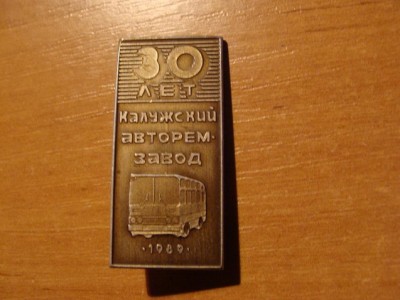 30
ЛЕТ
Калужский
авторем-
завод
·1989·